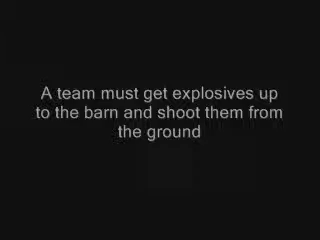 A team must get explosives up
to the barn and shoot them from
the ground